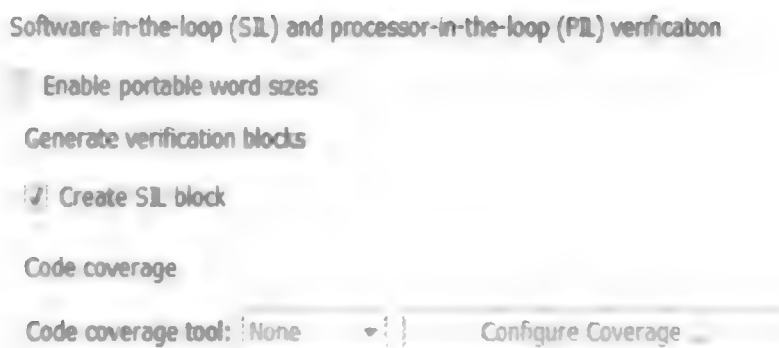 Software-in-the-loop (SIL) and processor-in-the-loop (PIL) verification
Enable portable word sizes
Generate verification blocks
Create SIL block
Code coverage
Code coverage tool: None Configure Coverage